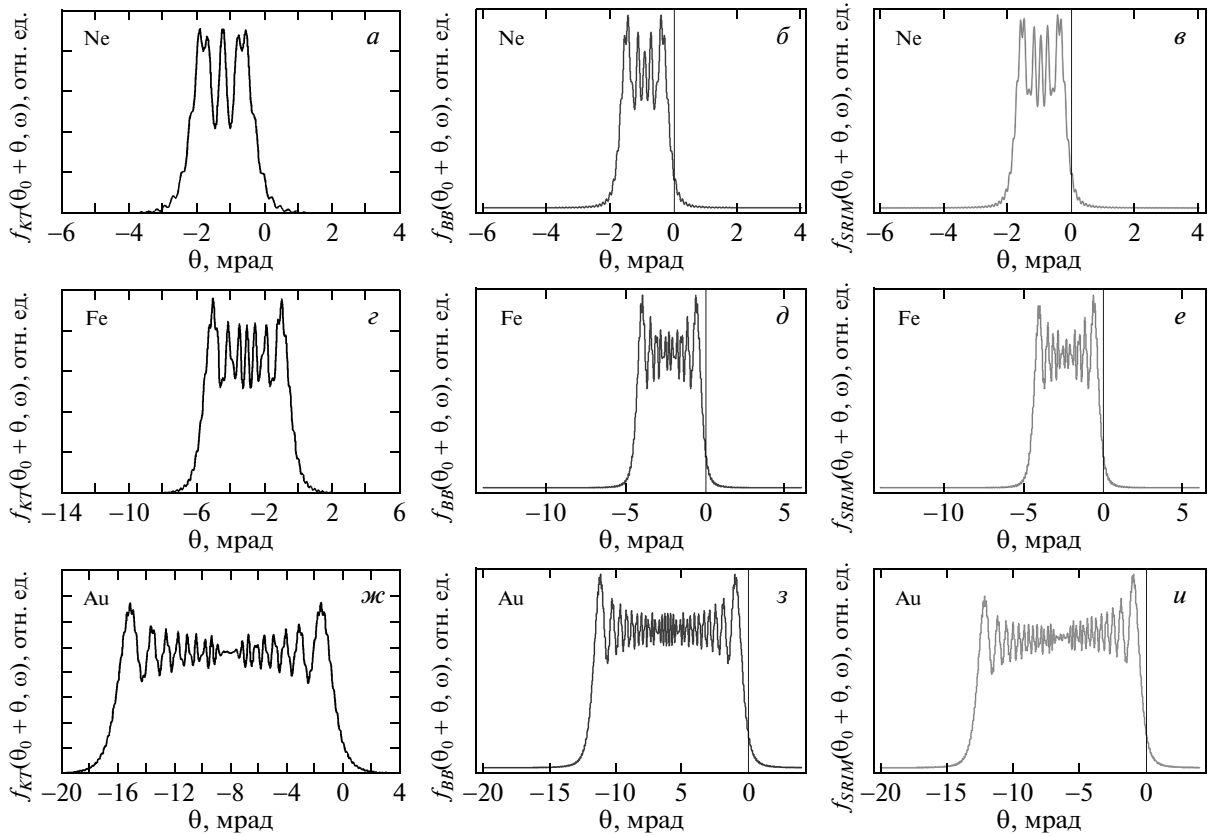 f_KT(θ₀ + θ, ω), отн. ед.
Ne
а
−6 −4 −2 0 2 4
θ, мрад
f_BB(θ₀ + θ, ω), отн. ед.
Ne
б
−6 −4 −2 0 2 4
θ, мрад
f_SRIM(θ₀ + θ, ω), отн. ед.
Ne
в
−6 −4 −2 0 2 4
θ, мрад
f_KT(θ₀ + θ, ω), отн. ед.
Fe
г
−14 −10 −6 −2 2 6
θ, мрад
f_BB(θ₀ + θ, ω), отн. ед.
Fe
д
−10 −5 0 5
θ, мрад
f_SRIM(θ₀ + θ, ω), отн. ед.
Fe
е
−10 −5 0 5
θ, мрад
f_KT(θ₀ + θ, ω), отн. ед.
Au
ж
−20 −16 −12 −8 −4 0 4
θ, мрад
f_BB(θ₀ + θ, ω), отн. ед.
Au
з
−20 −15 −10 −5 0
θ, мрад
f_SRIM(θ₀ + θ, ω), отн. ед.
Au
и
−20 −15 −10 −5 0
θ, мрад